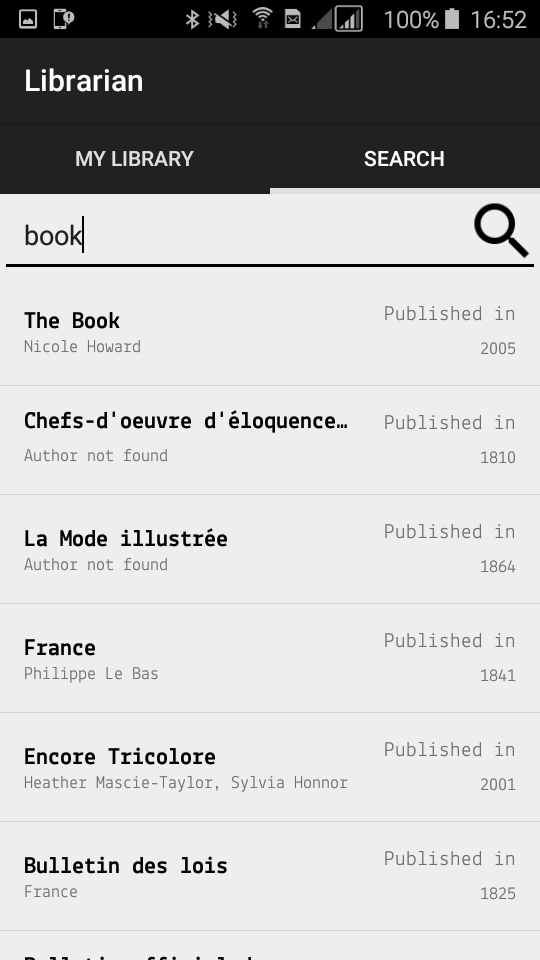 100% 16:52
Librarian
MY LIBRARY SEARCH
book
The Book Published in
Nicole Howard 2005
Chefs-d'oeuvre d'éloquence… Published in
Author not found 1810
La Mode illustrée Published in
Author not found 1864
France Published in
Philippe Le Bas 1841
Encore Tricolore Published in
Heather Mascie-Taylor, Sylvia Honnor 2001
Bulletin des lois Published in
France 1825